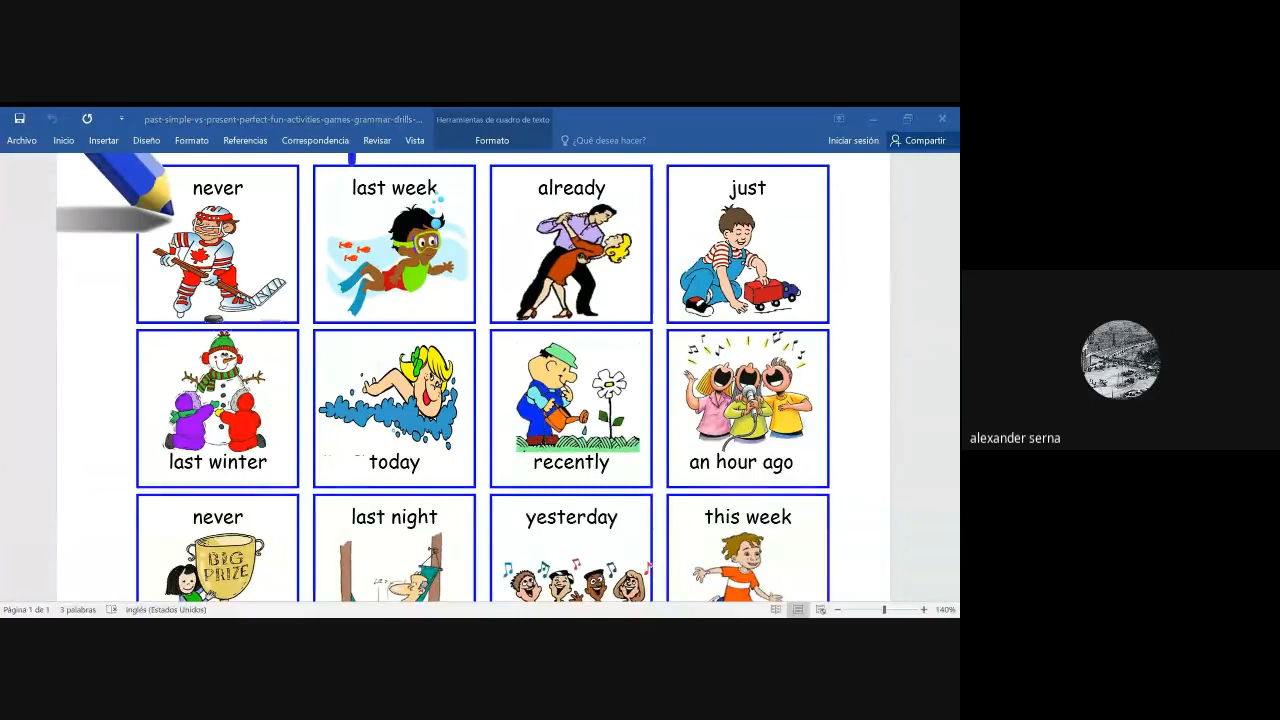 past-simple-vs-present-perfect-fun-activities-games-grammar-drills-...
Herramientas de cuadro de texto
Archivo Inicio Insertar Diseño Formato Referencias Correspondencia Revisar Vista Formato ¿Qué desea hacer? Iniciar sesión Compartir
never last week already just
last winter today recently an hour ago
never last night yesterday this week
BIG
PRIZE
alexander serna
Página 1 de 1 3 palabras Inglés (Estados Unidos) 140%